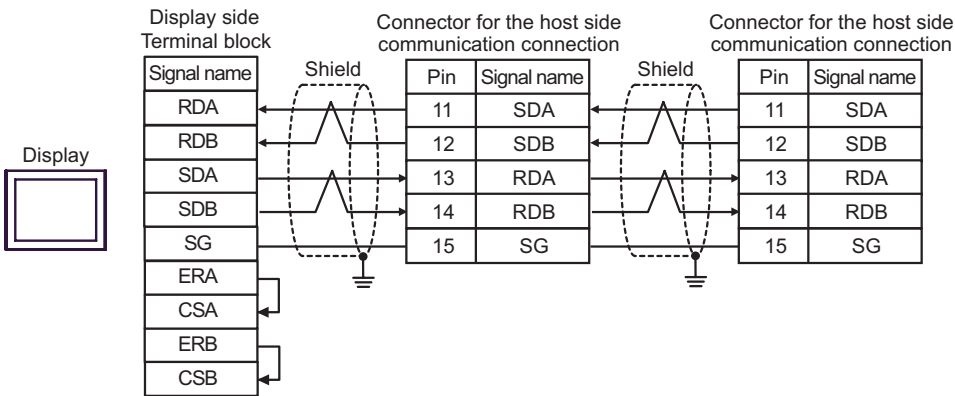 Display side
Terminal block
Connector for the host side
communication connection
Connector for the host side
communication connection
Signal name Shield Pin Signal name Shield Pin Signal name
RDA 11 SDA 11 SDA
RDB 12 SDB 12 SDB
Display
SDA 13 RDA 13 RDA
SDB 14 RDB 14 RDB
SG 15 SG 15 SG
ERA
CSA
ERB
CSB